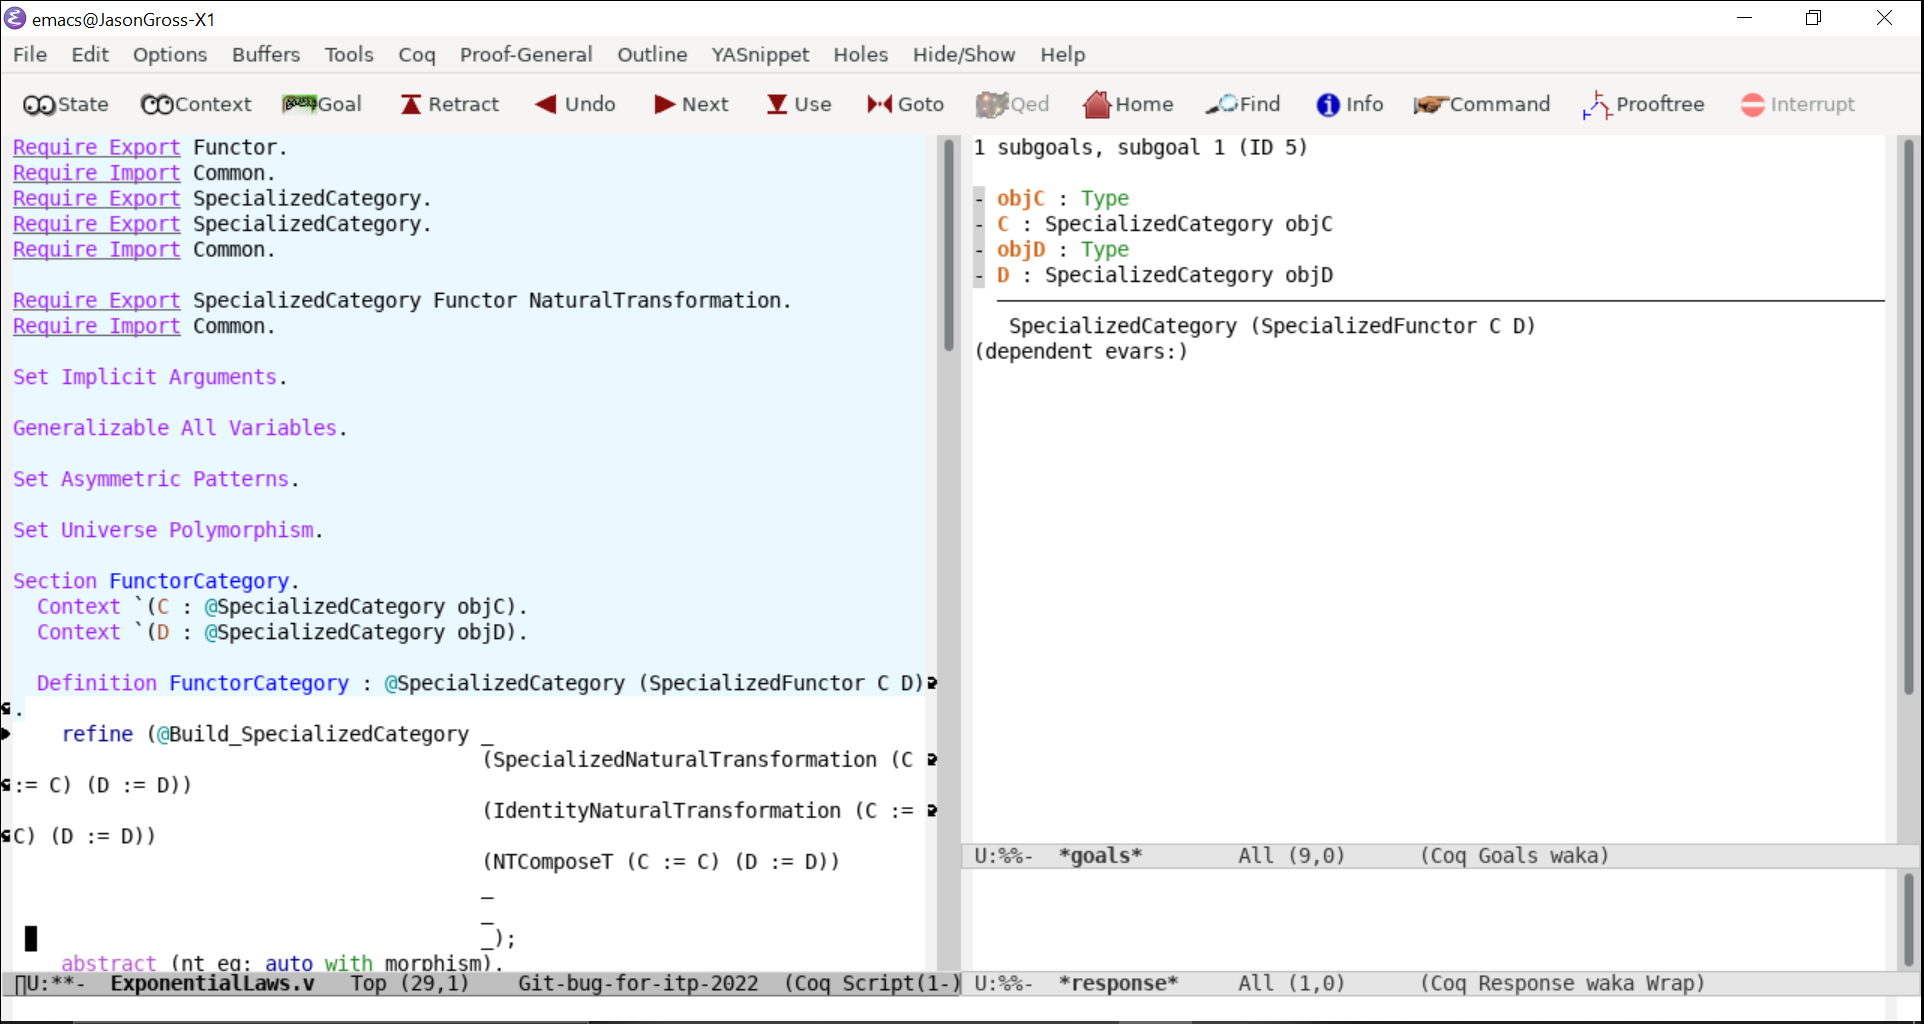 emacs@JasonGross-X1
File Edit Options Buffers Tools Coq Proof-General Outline YASnippet Holes Hide/Show Help
State Context Goal Retract Undo Next Use Goto Qed Home Find Info Command Prooftree Interrupt
Require Export Functor.
Require Import Common.
Require Export SpecializedCategory.
Require Export SpecializedCategory.
Require Import Common.
Require Export SpecializedCategory Functor NaturalTransformation.
Require Import Common.
Set Implicit Arguments.
Generalizable All Variables.
Set Asymmetric Patterns.
Set Universe Polymorphism.
Section FunctorCategory.
Context `(C : @SpecializedCategory objC).
Context `(D : @SpecializedCategory objD).
Definition FunctorCategory : @SpecializedCategory (SpecializedFunctor C D)
.
refine (@Build_SpecializedCategory _
(SpecializedNaturalTransformation (C
:= C) (D := D))
(IdentityNaturalTransformation (C :=
C) (D := D))
(NTComposeT (C := C) (D := D))
_
_
_);
abstract (nt_eq; auto with morphism).
U:**- ExponentialLaws.v Top (29,1) Git-bug-for-itp-2022 (Coq Script(1-)
1 subgoals, subgoal 1 (ID 5)
- objC : Type
- C : SpecializedCategory objC
- objD : Type
- D : SpecializedCategory objD
SpecializedCategory (SpecializedFunctor C D)
(dependent evars:)
U:%%- *goals* All (9,0) (Coq Goals waka)
U:%%- *response* All (1,0) (Coq Response waka Wrap)